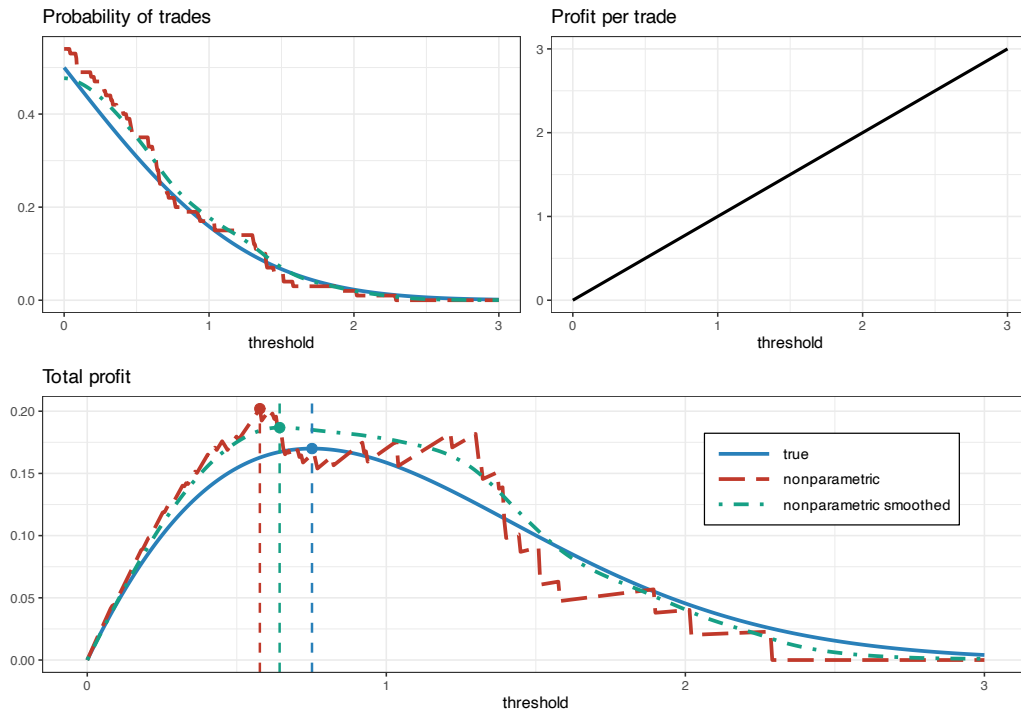 Probability of trades
0.4
0.2
0.0
0 1 2 3
threshold
Profit per trade
3
2
1
0
0 1 2 3
threshold
Total profit
0.20
0.15
0.10
0.05
0.00
true
nonparametric
nonparametric smoothed
0 1 2 3
threshold